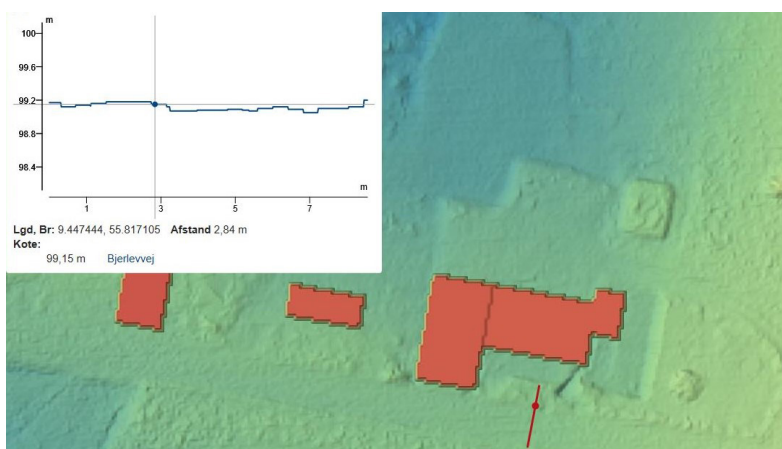 m
100
99.6
99.2
98.8
98.4
m
1 3 5 7
Lgd, Br: 9.447444, 55.817105 Afstand 2,84 m
Kote:
99,15 m Bjerlevvej